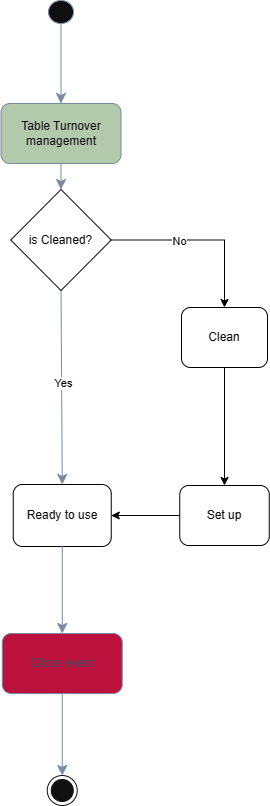 Table Turnover
management
is Cleaned?
No
Clean
Yes
Ready to use
Set up
Close event